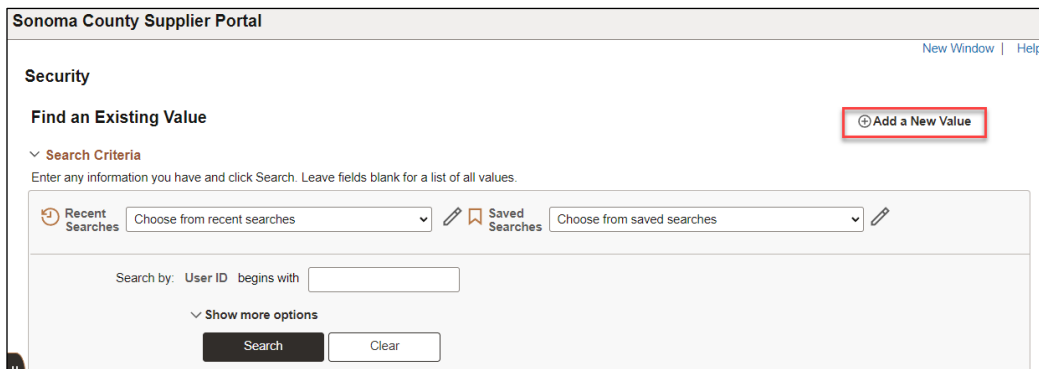 Sonoma County Supplier Portal
New Window | Help
Security
Find an Existing Value
Add a New Value
Search Criteria
Enter any information you have and click Search. Leave fields blank for a list of all values.
Recent Searches Choose from recent searches Saved Searches Choose from saved searches
Search by: User ID begins with
Show more options
Search Clear